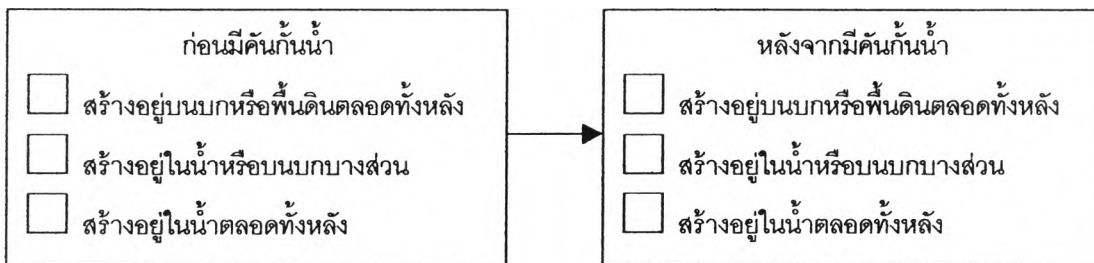 ก่อนมีคันกั้นน้ำ
สร้างอยู่บนบกหรือพื้นดินตลอดทั้งหลัง
สร้างอยู่ในน้ำหรือบนบกบางส่วน
สร้างอยู่ในน้ำตลอดทั้งหลัง
หลังจากมีคันกั้นน้ำ
สร้างอยู่บนบกหรือพื้นดินตลอดทั้งหลัง
สร้างอยู่ในน้ำหรือบนบกบางส่วน
สร้างอยู่ในน้ำตลอดทั้งหลัง